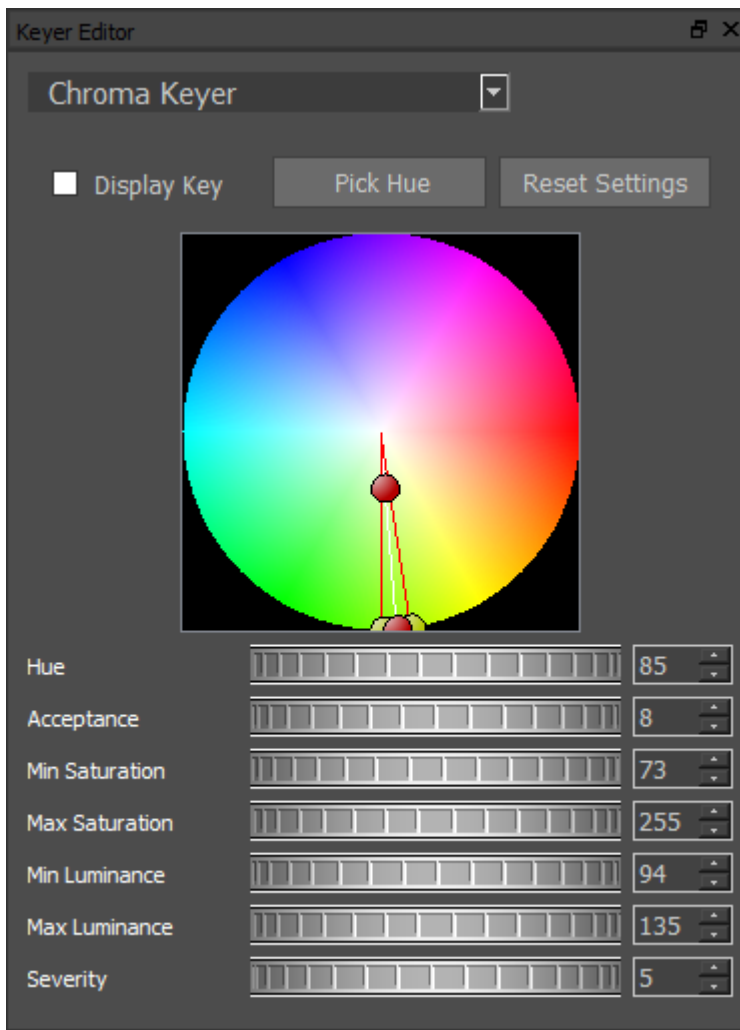 Keyer Editor
Chroma Keyer
Display Key
Pick Hue
Reset Settings
Hue 85
Acceptance 8
Min Saturation 73
Max Saturation 255
Min Luminance 94
Max Luminance 135
Severity 5